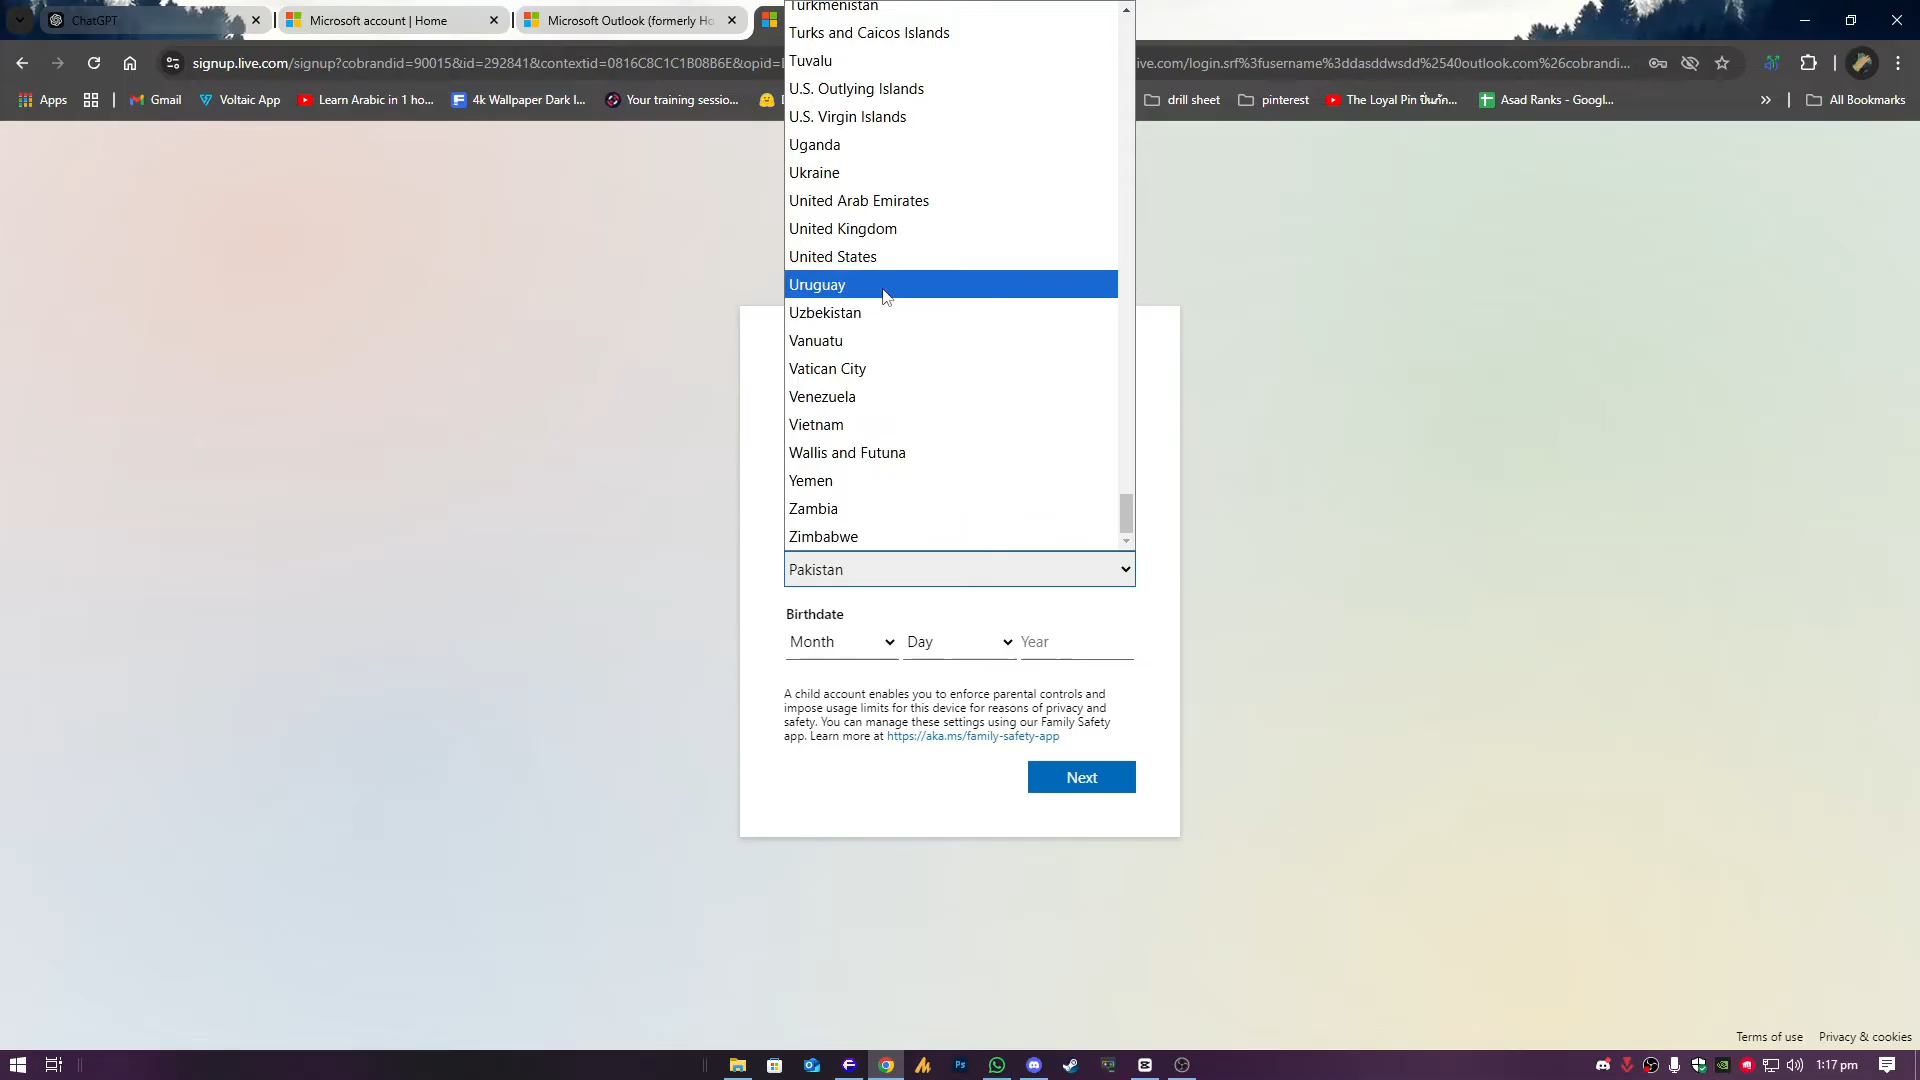 ChatGPT
Microsoft account | Home
Microsoft Outlook (formerly Ho
signup.live.com/signup?cobrandid=90015&id=292841&contextid=0816C8C1C1B08B6E&opid=
ive.com/login.srf%3fusername%3ddasddwsdd%2540outlook.com%26cobrandi...
Apps
Gmail
Voltaic App
Learn Arabic in 1 ho...
4k Wallpaper Dark I...
Your training sessio...
drill sheet
pinterest
The Loyal Pin ปิ่นภัก...
Asad Ranks - Googl...
All Bookmarks
Turkmenistan
Turks and Caicos Islands
Tuvalu
U.S. Outlying Islands
U.S. Virgin Islands
Uganda
Ukraine
United Arab Emirates
United Kingdom
United States
Uruguay
Uzbekistan
Vanuatu
Vatican City
Venezuela
Vietnam
Wallis and Futuna
Yemen
Zambia
Zimbabwe
Pakistan
Birthdate
Month
Day
Year
A child account enables you to enforce parental controls and
impose usage limits for this device for reasons of privacy and
safety. You can manage these settings using our Family Safety
app. Learn more at https://aka.ms/family-safety-app
Next
Terms of use
Privacy & cookies
Ps
1:17 pm